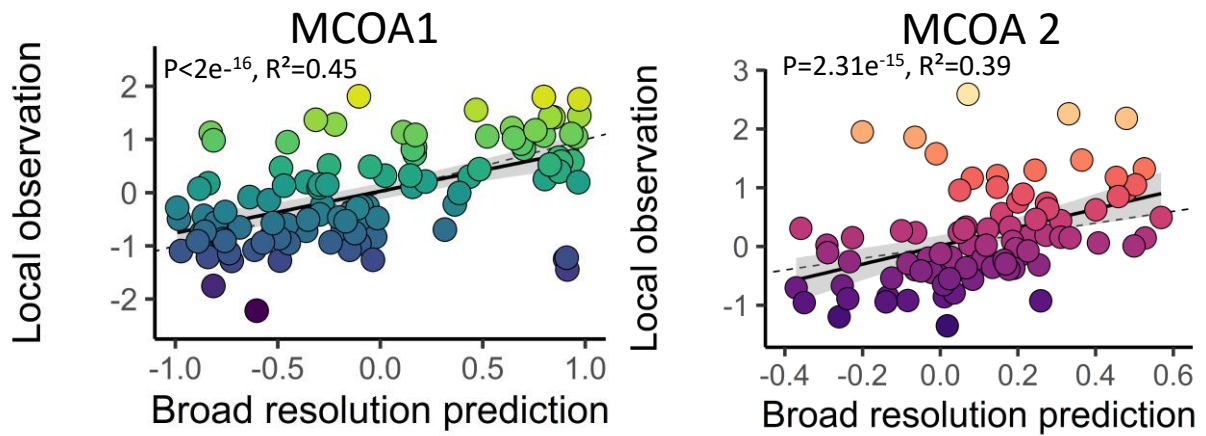 MCOA1
P<2e-¹⁶, R²=0.45
Local observation
2
1
0
-1
-2
-1.0 -0.5 0.0 0.5 1.0
Broad resolution prediction
MCOA 2
P=2.31e⁻¹⁵, R²=0.39
Local observation
3
2
1
0
-1
-0.4 -0.2 0.0 0.2 0.4 0.6
Broad resolution prediction